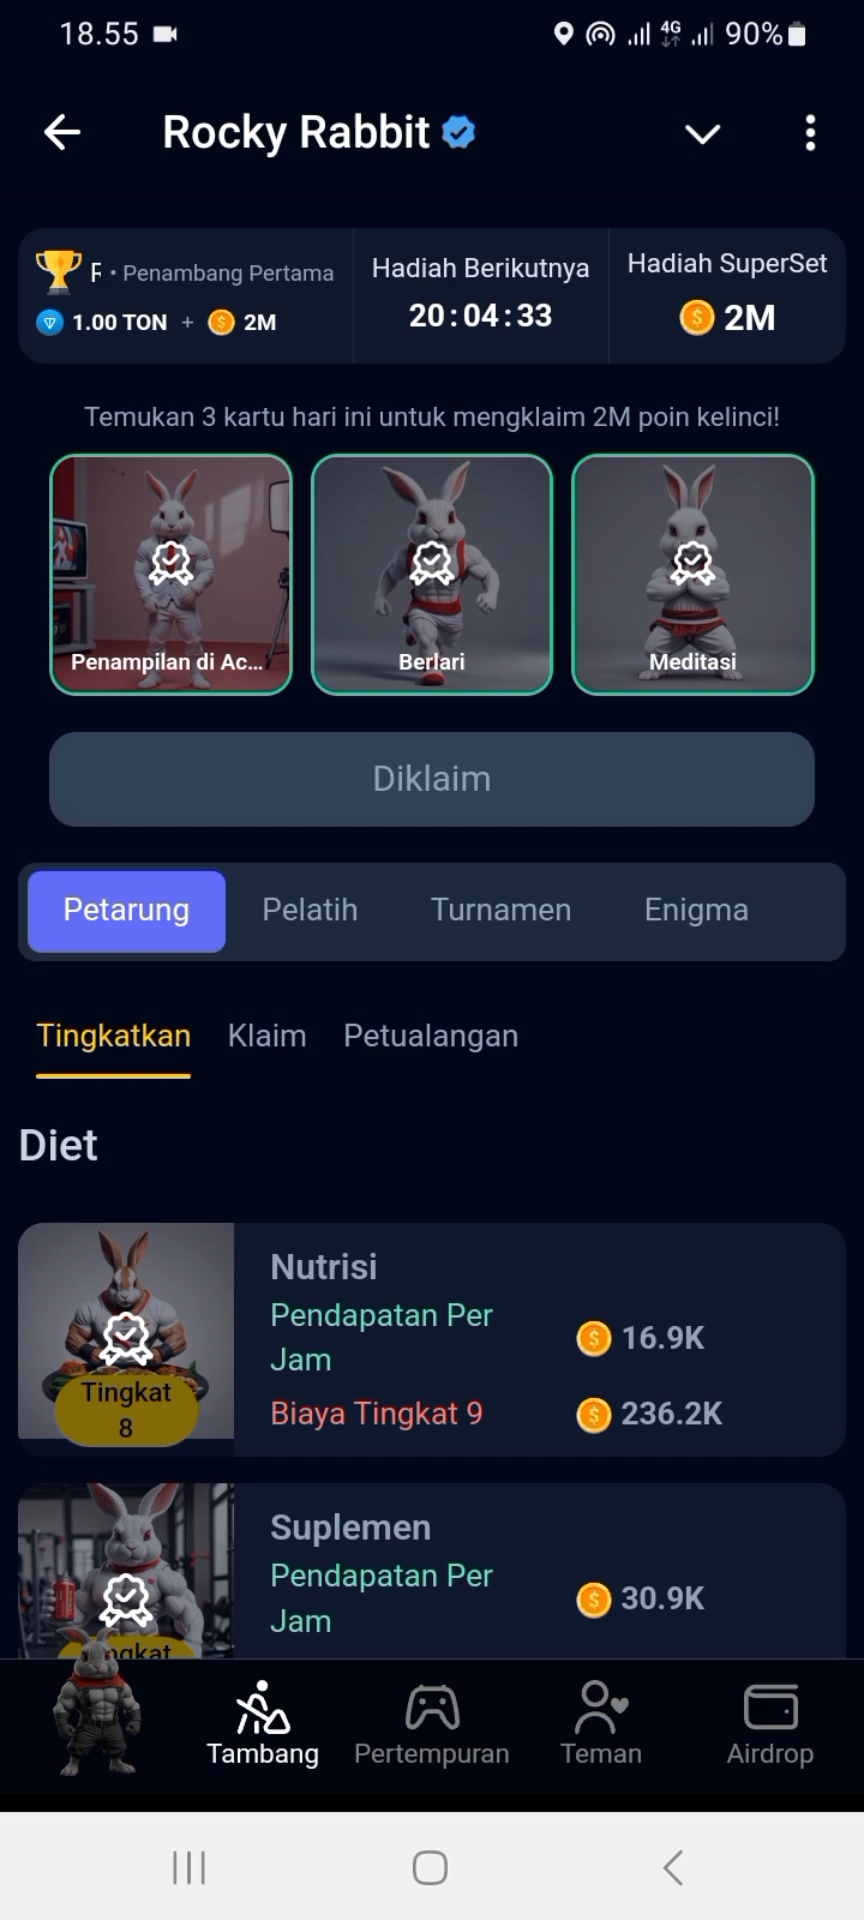 18.55
4G
90%
Rocky Rabbit
• Penambang Pertama
1.00 TON + 2M
Hadiah Berikutnya
20:04:33
Hadiah SuperSet
2M
Temukan 3 kartu hari ini untuk mengklaim 2M poin kelinci!
Penampilan di Ac...
Berlari
Meditasi
Diklaim
Petarung
Pelatih
Turnamen
Enigma
Tingkatkan
Klaim
Petualangan
Diet
Nutrisi
Pendapatan Per
Jam
16.9K
Biaya Tingkat 9
236.2K
Tingkat
8
Suplemen
Pendapatan Per
Jam
30.9K
Tambang
Pertempuran
Teman
Airdrop